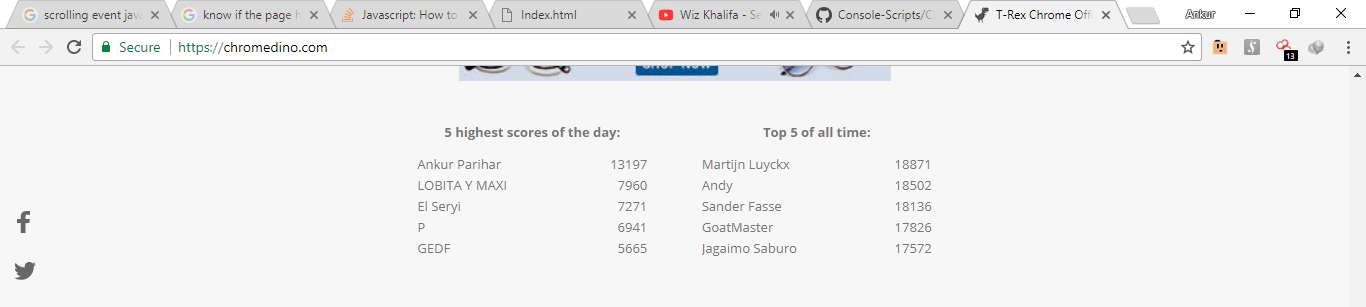 scrolling event java
know if the page h
Javascript: How to
Index.html
Wiz Khalifa - Se
Console-Scripts/C
T-Rex Chrome Off
Ankur
Secure https://chromedino.com
13
SHOP NOW
5 highest scores of the day: Top 5 of all time:
Ankur Parihar 13197 Martijn Luyckx 18871
LOBITA Y MAXI 7960 Andy 18502
El Seryi 7271 Sander Fasse 18136
P 6941 GoatMaster 17826
GEDF 5665 Jagaimo Saburo 17572